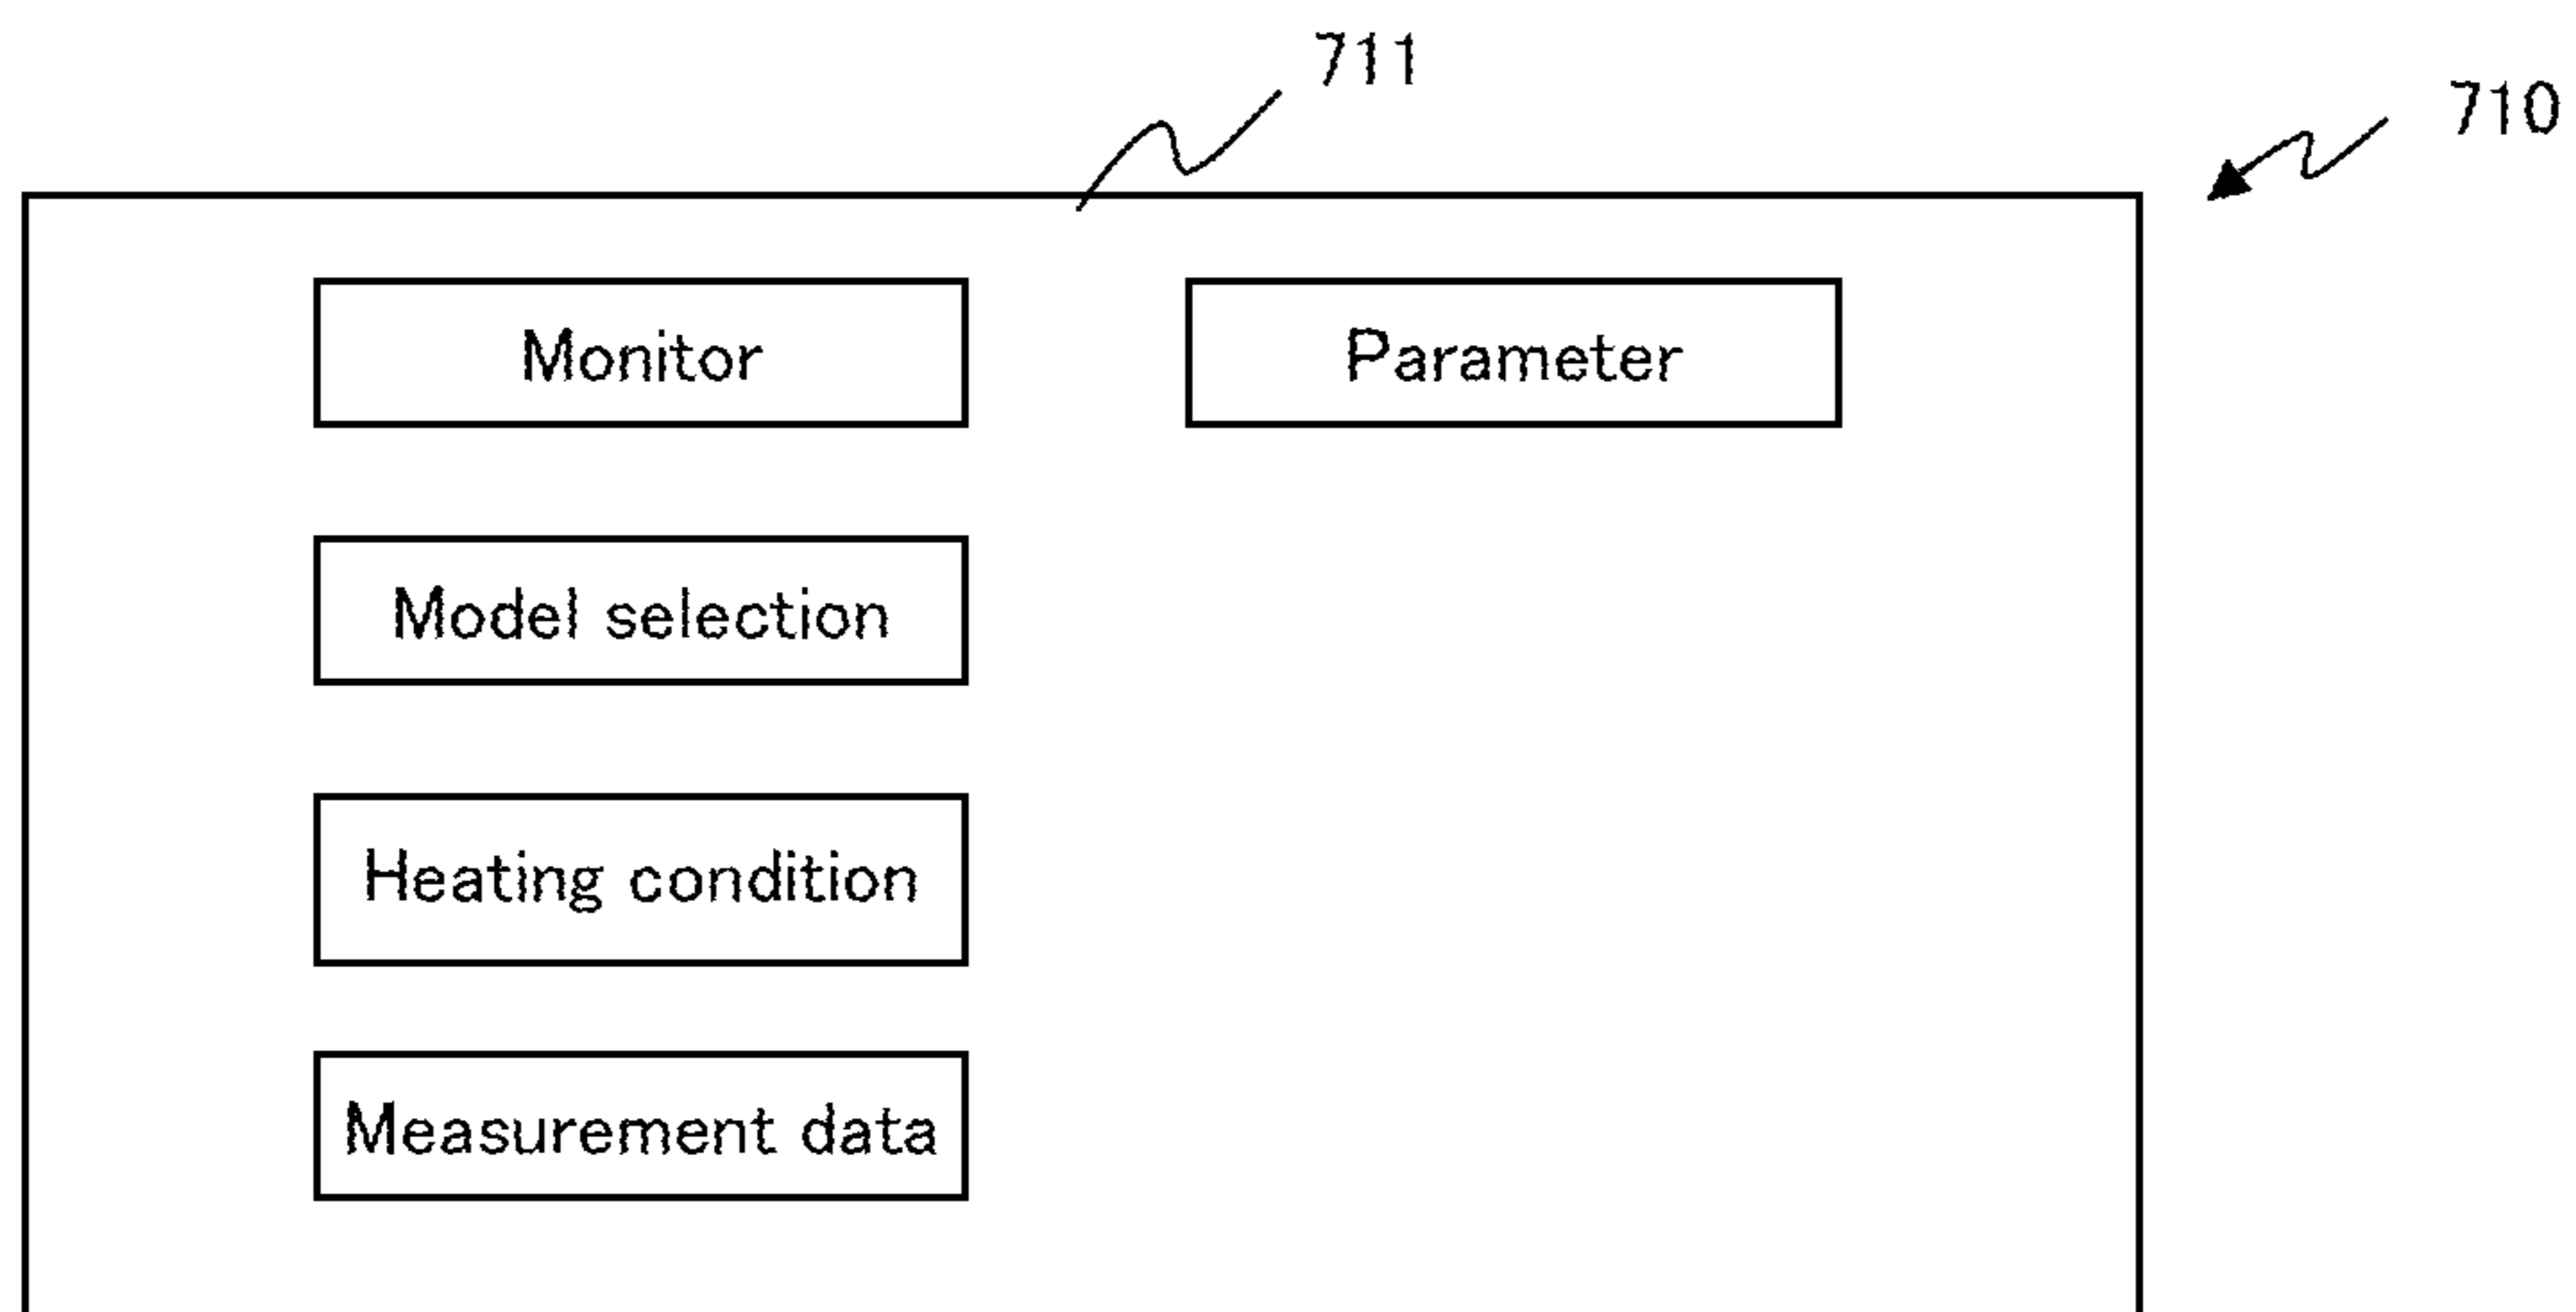 711
710
Monitor
Parameter
Model selection
Heating condition
Measurement data